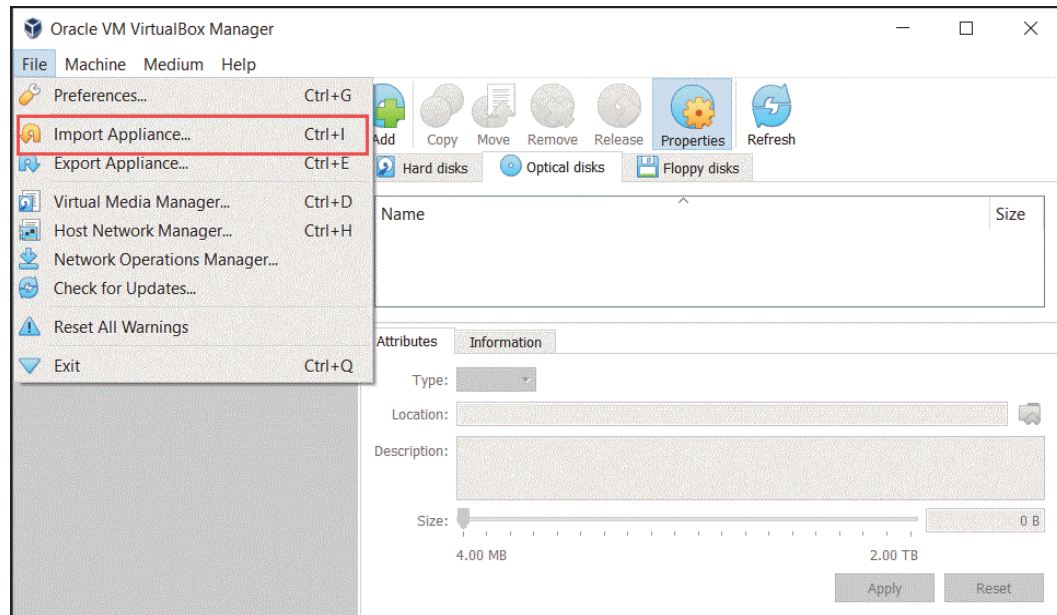 Oracle VM VirtualBox Manager
File Machine Medium Help
Preferences... Ctrl+G
Import Appliance... Ctrl+I
Export Appliance... Ctrl+E
Virtual Media Manager... Ctrl+D
Host Network Manager... Ctrl+H
Network Operations Manager...
Check for Updates...
Reset All Warnings
Exit Ctrl+Q
Add Copy Move Remove Release Properties Refresh
Hard disks Optical disks Floppy disks
Name Size
Attributes Information
Type:
Location:
Description:
Size: 0 B
4.00 MB 2.00 TB
Apply Reset